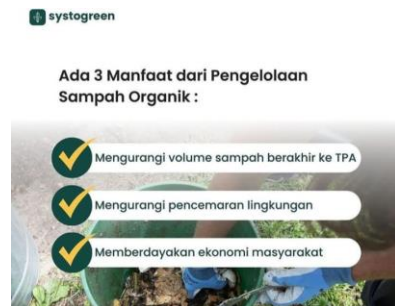 systogreen
Ada 3 Manfaat dari Pengelolaan
Sampah Organik :
Mengurangi volume sampah berakhir ke TPA
Mengurangi pencemaran lingkungan
Memberdayakan ekonomi masyarakat